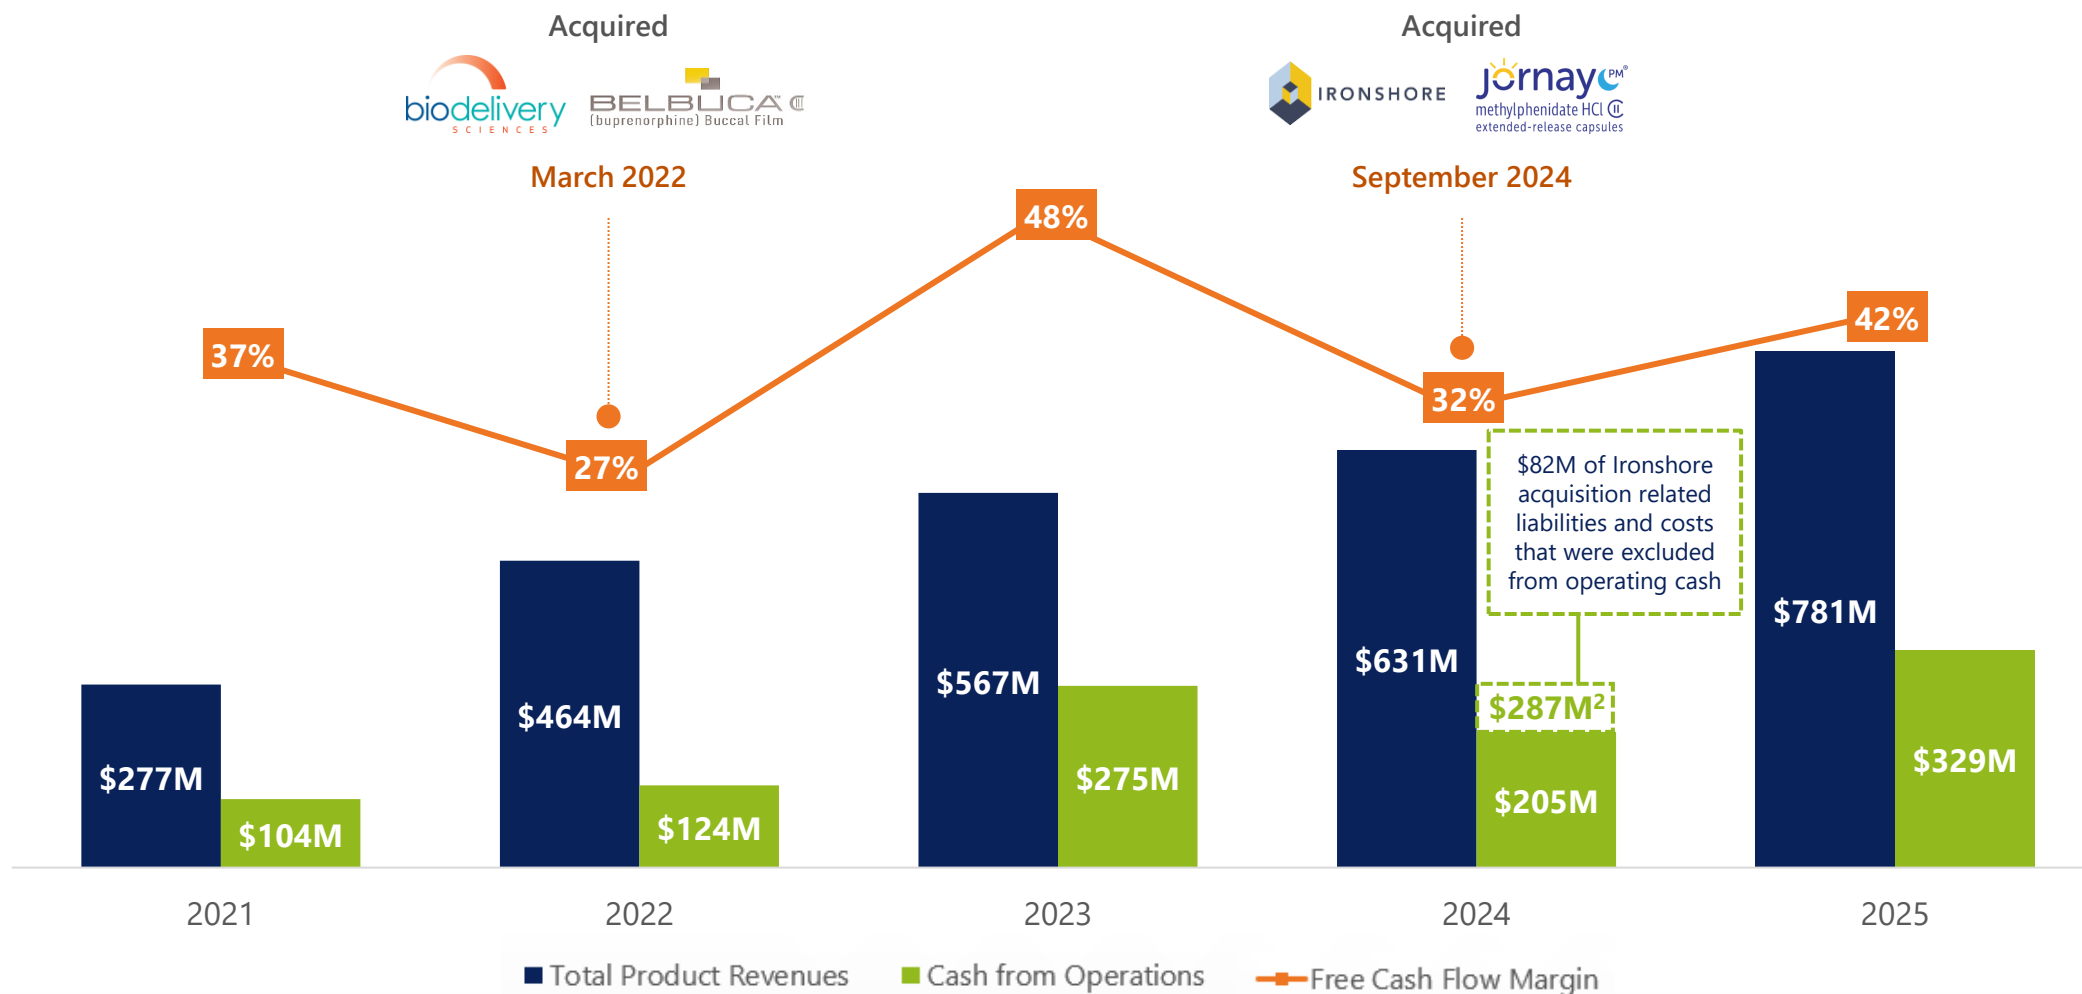 Acquired
biodelivery
SCIENCES
BELBUCA™ CIII
(buprenorphine) Buccal Film
March 2022
Acquired
IRONSHORE
jornay PM®
methylphenidate HCl CII
extended-release capsules
September 2024
37%
27%
48%
32%
42%
$82M of Ironshore
acquisition related
liabilities and costs
that were excluded
from operating cash
$277M
$104M
$464M
$124M
$567M
$275M
$631M
$287M²
$205M
$781M
$329M
2021
2022
2023
2024
2025
Total Product Revenues
Cash from Operations
Free Cash Flow Margin